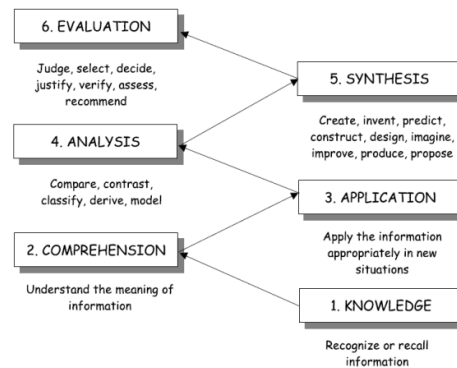 6. EVALUATION
Judge, select, decide,
justify, verify, assess,
recommend
5. SYNTHESIS
Create, invent, predict,
construct, design, imagine,
improve, produce, propose
4. ANALYSIS
Compare, contrast,
classify, derive, model
3. APPLICATION
Apply the information
appropriately in new
situations
2. COMPREHENSION
Understand the meaning of
information
1. KNOWLEDGE
Recognize or recall
information